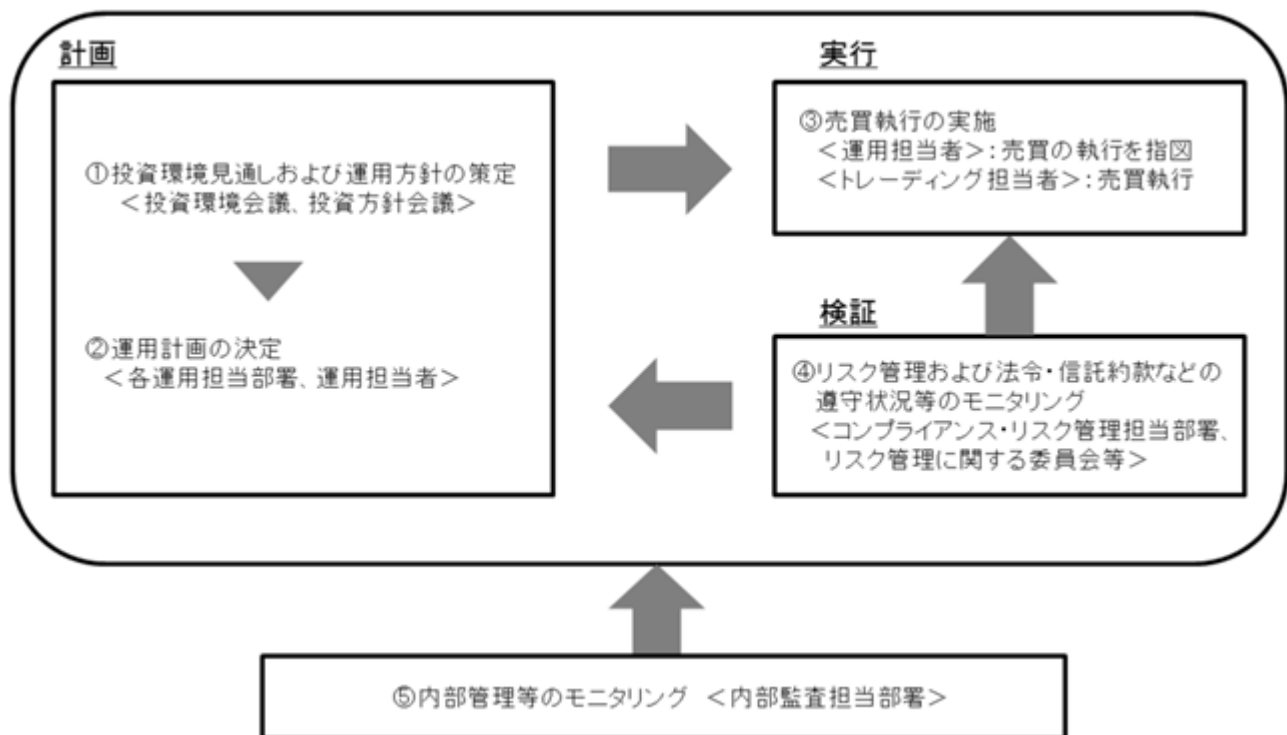 計画
①投資環境見通しおよび運用方針の策定
＜投資環境会議、投資方針会議＞
②運用計画の決定
＜各運用担当部署、運用担当者＞
実行
③売買執行の実施
＜運用担当者＞：売買の執行を指図
＜トレーディング担当者＞：売買執行
検証
④リスク管理および法令・信託約款などの
遵守状況等のモニタリング
＜コンプライアンス・リスク管理担当部署、
リスク管理に関する委員会等＞
⑤内部管理等のモニタリング ＜内部監査担当部署＞